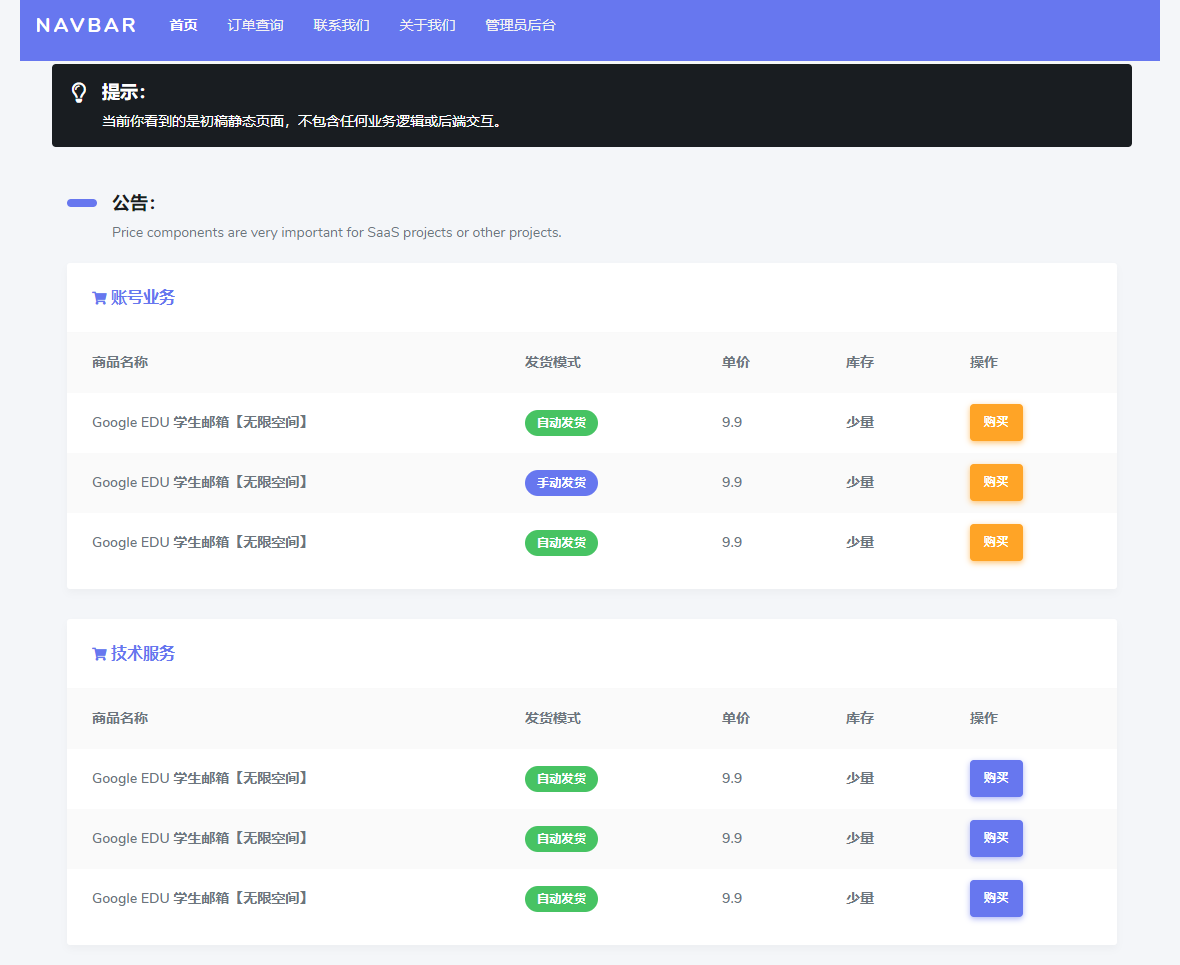 NAVBAR 首页 订单查询 联系我们 关于我们 管理员后台
提示：
当前你看到的是初稿静态页面，不包含任何业务逻辑或后端交互。
公告：
Price components are very important for SaaS projects or other projects.
账号业务
商品名称 发货模式 单价 库存 操作
Google EDU 学生邮箱【无限空间】 自动发货 9.9 少量 购买
Google EDU 学生邮箱【无限空间】 手动发货 9.9 少量 购买
Google EDU 学生邮箱【无限空间】 自动发货 9.9 少量 购买
技术服务
商品名称 发货模式 单价 库存 操作
Google EDU 学生邮箱【无限空间】 自动发货 9.9 少量 购买
Google EDU 学生邮箱【无限空间】 自动发货 9.9 少量 购买
Google EDU 学生邮箱【无限空间】 自动发货 9.9 少量 购买